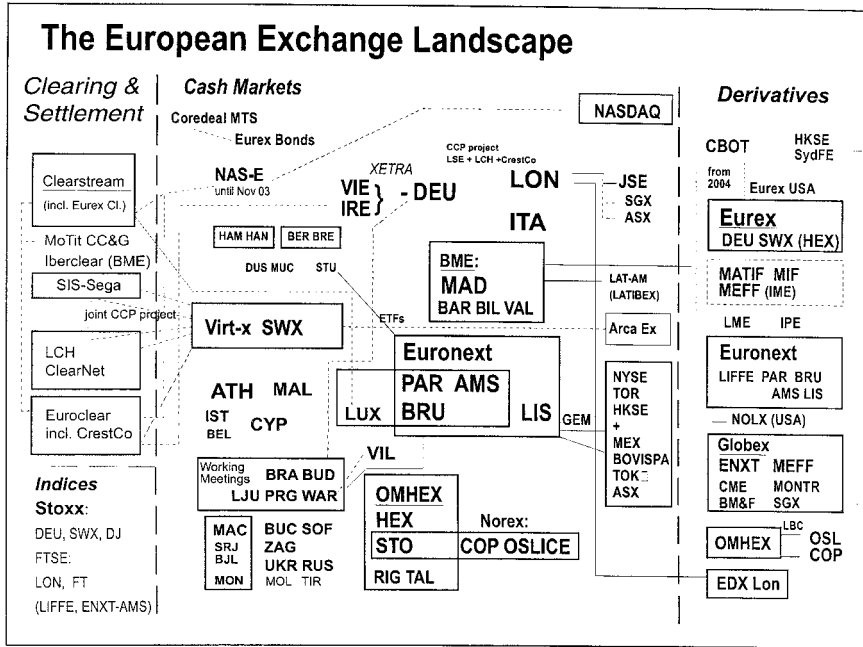 The European Exchange Landscape
Clearing &
Settlement
Clearstream
(incl. Eurex Cl.)
MoTit CC&G
Iberclear (BME)
SIS-Sega
joint CCP project
LCH
ClearNet
Euroclear
incl. CrestCo
Indices
Stoxx:
DEU, SWX, DJ
FTSE:
LON, FT
(LIFFE, ENXT-AMS)
Cash Markets
Coredeal MTS
Eurex Bonds
NASDAQ
NAS-E
until Nov 03
XETRA
VIE
IRE } - DEU
CCP project
LSE + LCH +CrestCo
LON
JSE
SGX
ASX
ITA
HAM HAN
BER BRE
DUS MUC STU
BME:
MAD
BAR BIL VAL
LAT-AM
(LATIBEX)
Virt-x SWX
ETFs
Arca Ex
Euronext
PAR AMS
LUX BRU LIS
GEM
NYSE
TOR
HKSE
+
MEX
BOVISPA
TOK
ASX
ATH MAL
IST
BEL
CYP
VIL
Working
Meetings
BRA BUD
LJU PRG WAR
MAC
SRJ
BJL
MON
BUC SOF
ZAG
UKR RUS
MOL TIR
OMHEX
HEX
STO
RIG TAL
Norex:
COP OSLICE
Derivatives
CBOT
HKSE
SydFE
from
2004
Eurex USA
Eurex
DEU SWX (HEX)
MATIF MIF
MEFF (IME)
LME IPE
Euronext
LIFFE PAR BRU
AMS LIS
NOLX (USA)
Globex
ENXT MEFF
CME MONTR
BM&F SGX
OMHEX
LBC
OSL
COP
EDX Lon